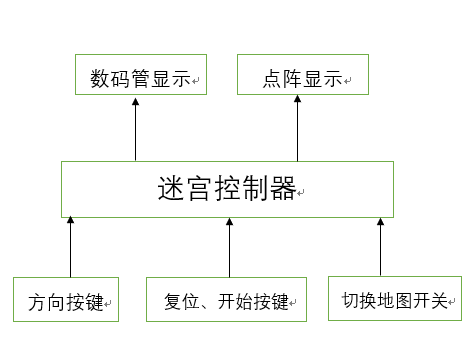 数码管显示
点阵显示
迷宫控制器
方向按键
复位、开始按键
切换地图开关